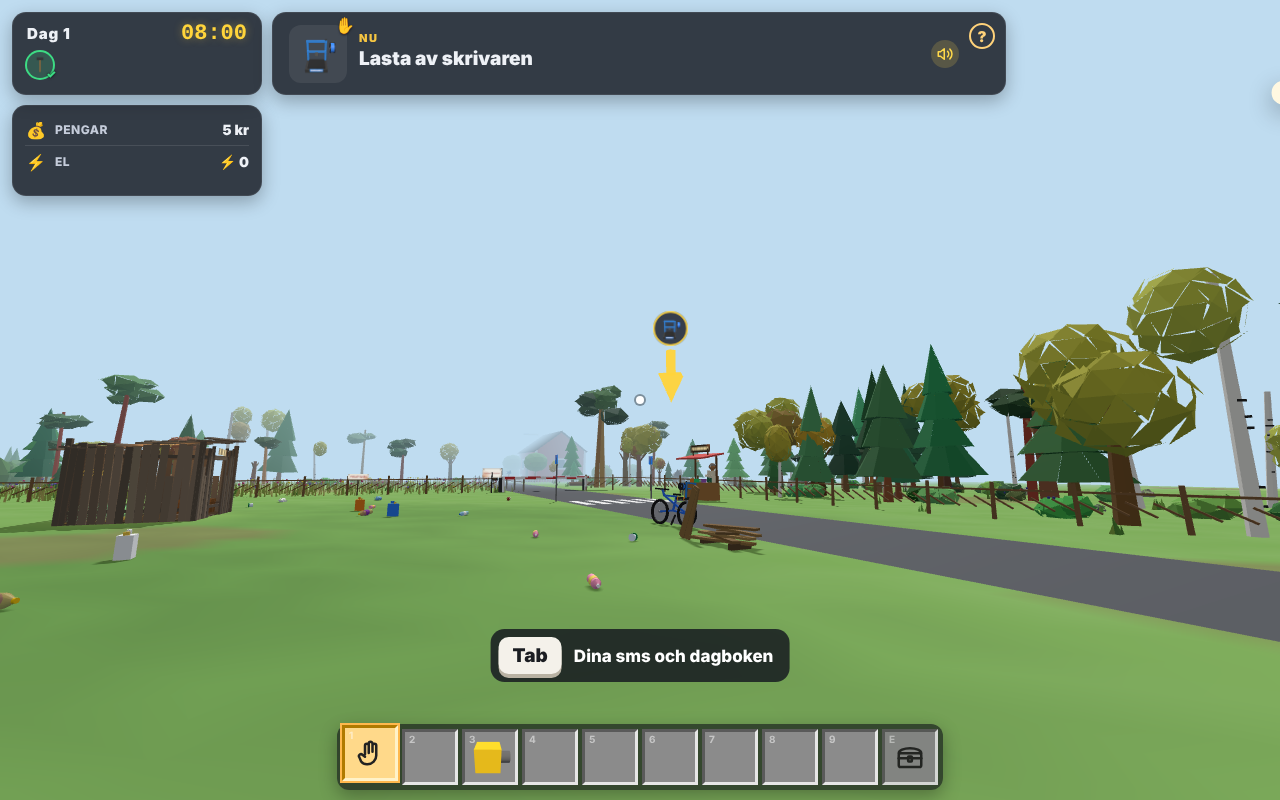 Dag 1
08:00
NU
Lasta av skrivaren
?
PENGAR
5 kr
EL
0
Tab
Dina sms och dagboken
1
2
3
4
5
6
7
8
9
E